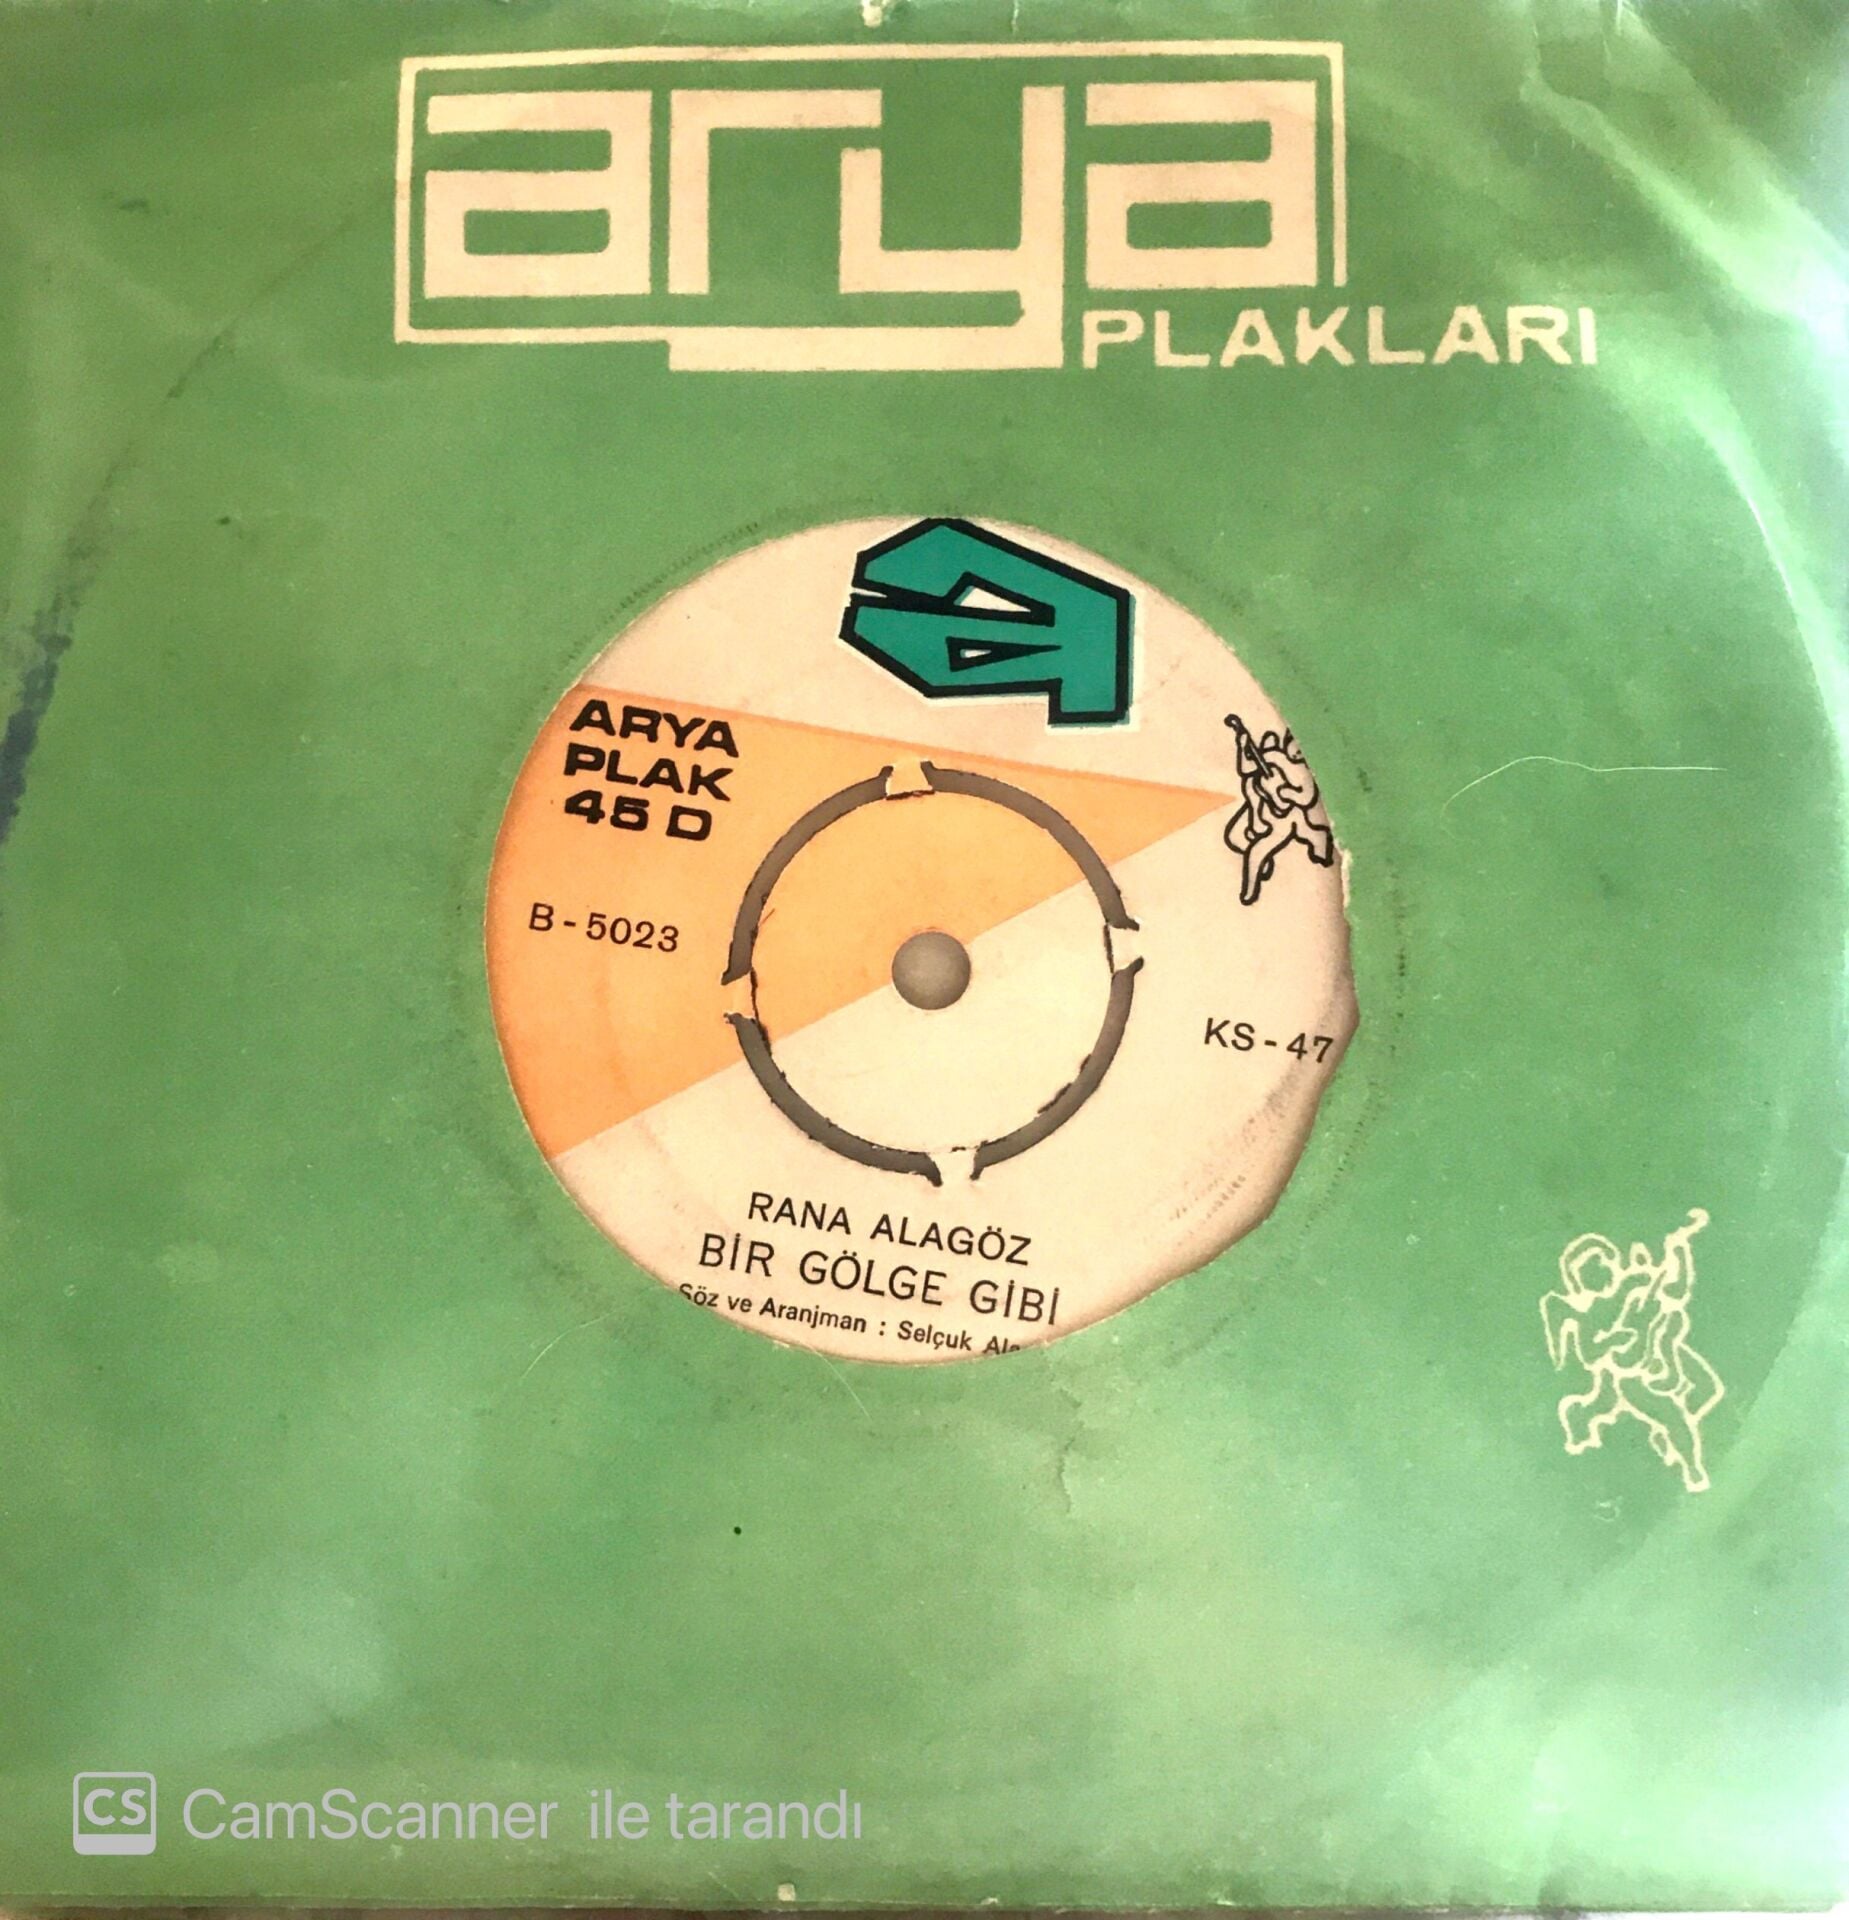 arya
PLAKLARI
ARYA
PLAK
45 D
B - 5023
KS - 47
RANA ALAGÖZ
BİR GÖLGE GİBİ
Söz ve Aranjman : Selçuk
CS CamScanner ile tarandı